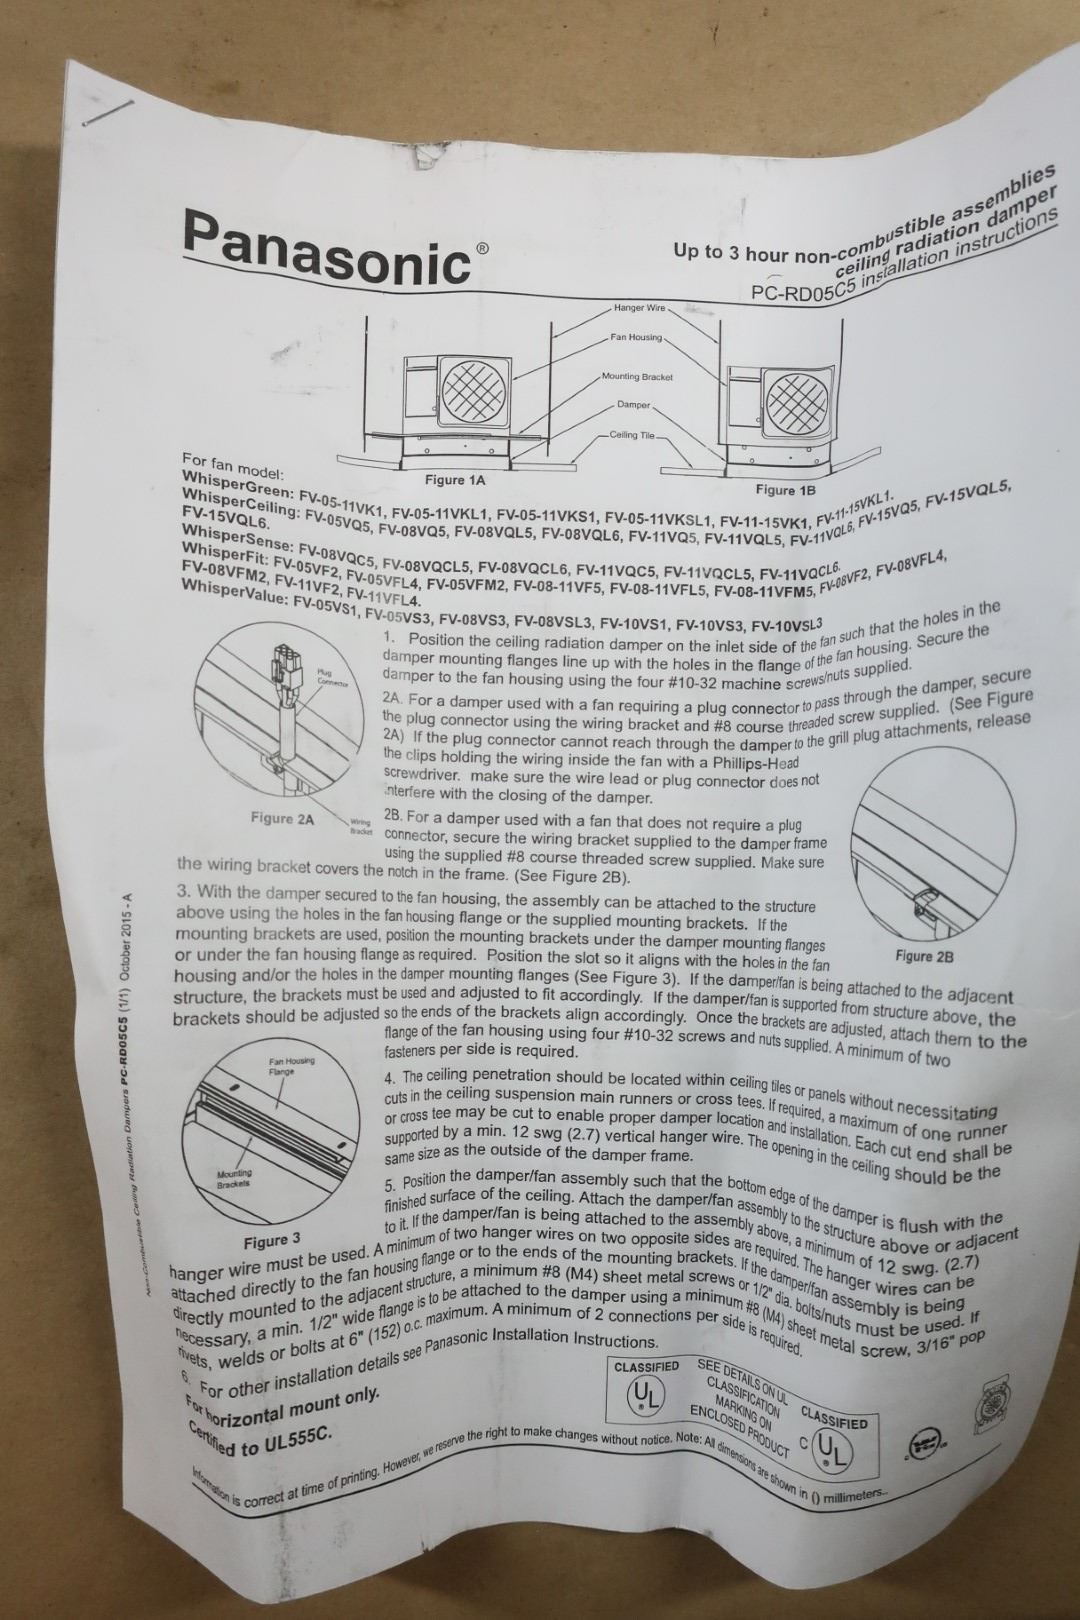 Panasonic®
Up to 3 hour non-combustible assemblies
ceiling radiation damper
PC-RD05C5 installation instructions
Hanger Wire
Fan Housing
Mounting Bracket
Damper
Ceiling Tile
Figure 1A
Figure 1B
For fan model:
WhisperGreen: FV-05-11VK1, FV-05-11VKL1, FV-05-11VKS1, FV-05-11VKSL1, FV-11-15VK1, FV-11-15VKL1.
WhisperCeiling: FV-05VQ5, FV-08VQ5, FV-08VQL5, FV-08VQL6, FV-11VQ5, FV-11VQL5, FV-11VQL6, FV-15VQ5, FV-15VQL5,
FV-15VQL6.
WhisperSense: FV-08VQC5, FV-08VQCL5, FV-08VQCL6, FV-11VQC5, FV-11VQCL5, FV-11VQCL6.
WhisperFit: FV-05VF2, FV-05VFL4, FV-05VFM2, FV-08-11VF5, FV-08-11VFL5, FV-08-11VFM5, FV-08VF2, FV-08VFL4,
FV-08VFM2, FV-11VF2, FV-11VFL4.
WhisperValue: FV-05VS1, FV-05VS3, FV-08VS3, FV-08VSL3, FV-10VS1, FV-10VS3, FV-10VSL3
1. Position the ceiling radiation damper on the inlet side of the fan such that the holes in the
damper mounting flanges line up with the holes in the flange of the fan housing. Secure the
damper to the fan housing using the four #10-32 machine screws/nuts supplied.
Plug
Connector
Figure 2A
Wiring
Bracket
2A. For a damper used with a fan requiring a plug connector to pass through the damper, secure
the plug connector using the wiring bracket and #8 course threaded screw supplied. (See Figure
2A) If the plug connector cannot reach through the damper to the grill plug attachments, release
the clips holding the wiring inside the fan with a Phillips-Head
screwdriver. make sure the wire lead or plug connector does not
interfere with the closing of the damper.
2B. For a damper used with a fan that does not require a plug
connector, secure the wiring bracket supplied to the damper frame
using the supplied #8 course threaded screw supplied. Make sure
the wiring bracket covers the notch in the frame. (See Figure 2B).
Figure 2B
3. With the damper secured to the fan housing, the assembly can be attached to the structure
above using the holes in the fan housing flange or the supplied mounting brackets. If the
mounting brackets are used, position the mounting brackets under the damper mounting flanges
or under the fan housing flange as required. Position the slot so it aligns with the holes in the fan
housing and/or the holes in the damper mounting flanges (See Figure 3). If the damper/fan is being attached to the adjacent
structure, the brackets must be used and adjusted to fit accordingly. If the damper/fan is supported from structure above, the
brackets should be adjusted so the ends of the brackets align accordingly. Once the brackets are adjusted, attach them to the
flange of the fan housing using four #10-32 screws and nuts supplied. A minimum of two
fasteners per side is required.
Fan Housing
Flange
Mounting
Brackets
Figure 3
4. The ceiling penetration should be located within ceiling tiles or panels without necessitating
cuts in the ceiling suspension main runners or cross tees. If required, a maximum of one runner
or cross tee may be cut to enable proper damper location and installation. Each cut end shall be
supported by a min. 12 swg (2.7) vertical hanger wire. The opening in the ceiling should be the
same size as the outside of the damper frame.
5. Position the damper/fan assembly such that the bottom edge of the damper is flush with the
finished surface of the ceiling. Attach the damper/fan assembly to the structure above or adjacent
to it. If the damper/fan is being attached to the assembly above, a minimum of 12 swg. (2.7)
hanger wire must be used. A minimum of two hanger wires on two opposite sides are required. The hanger wires can be
attached directly to the fan housing flange or to the ends of the mounting brackets. If the damper/fan assembly is being
directly mounted to the adjacent structure, a minimum #8 (M4) sheet metal screws or 1/2" dia. bolts/nuts must be used. If
necessary, a min. 1/2" wide flange is to be attached to the damper using a minimum #8 (M4) sheet metal screw, 3/16" pop
rivets, welds or bolts at 6" (152) o.c. maximum. A minimum of 2 connections per side is required.
6. For other installation details see Panasonic Installation Instructions.
For horizontal mount only.
Certified to UL555C.
CLASSIFIED
UL
®
SEE DETAILS ON UL
CLASSIFICATION
MARKING ON
ENCLOSED PRODUCT
CLASSIFIED
C UL
®
Information is correct at time of printing. However, we reserve the right to make changes without notice. Note: All dimensions are shown in () millimeters..
Non-Combustible Ceiling Radiation Dampers PC-RD05C5 (1/1) October 2015 - A